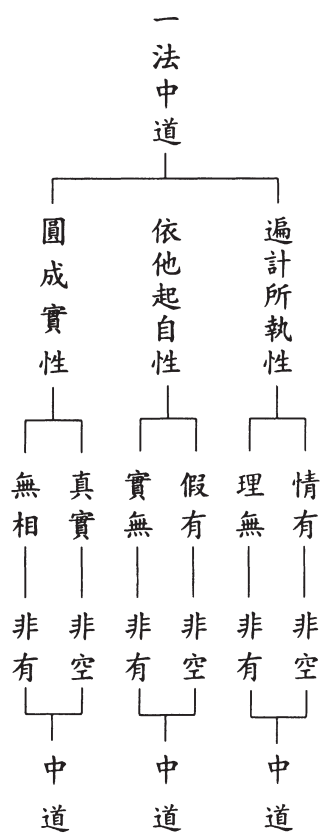 一法中道
遍計所執性
依他起自性
圓成實性
情有
理無
假有
實無
真實
無相
非空
非有
非空
非有
非空
非有
中道
中道
中道